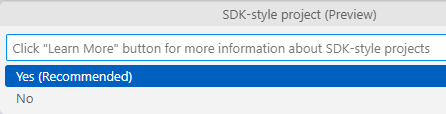 SDK-style project (Preview)
Click "Learn More" button for more information about SDK-style projects
Yes (Recommended)
No